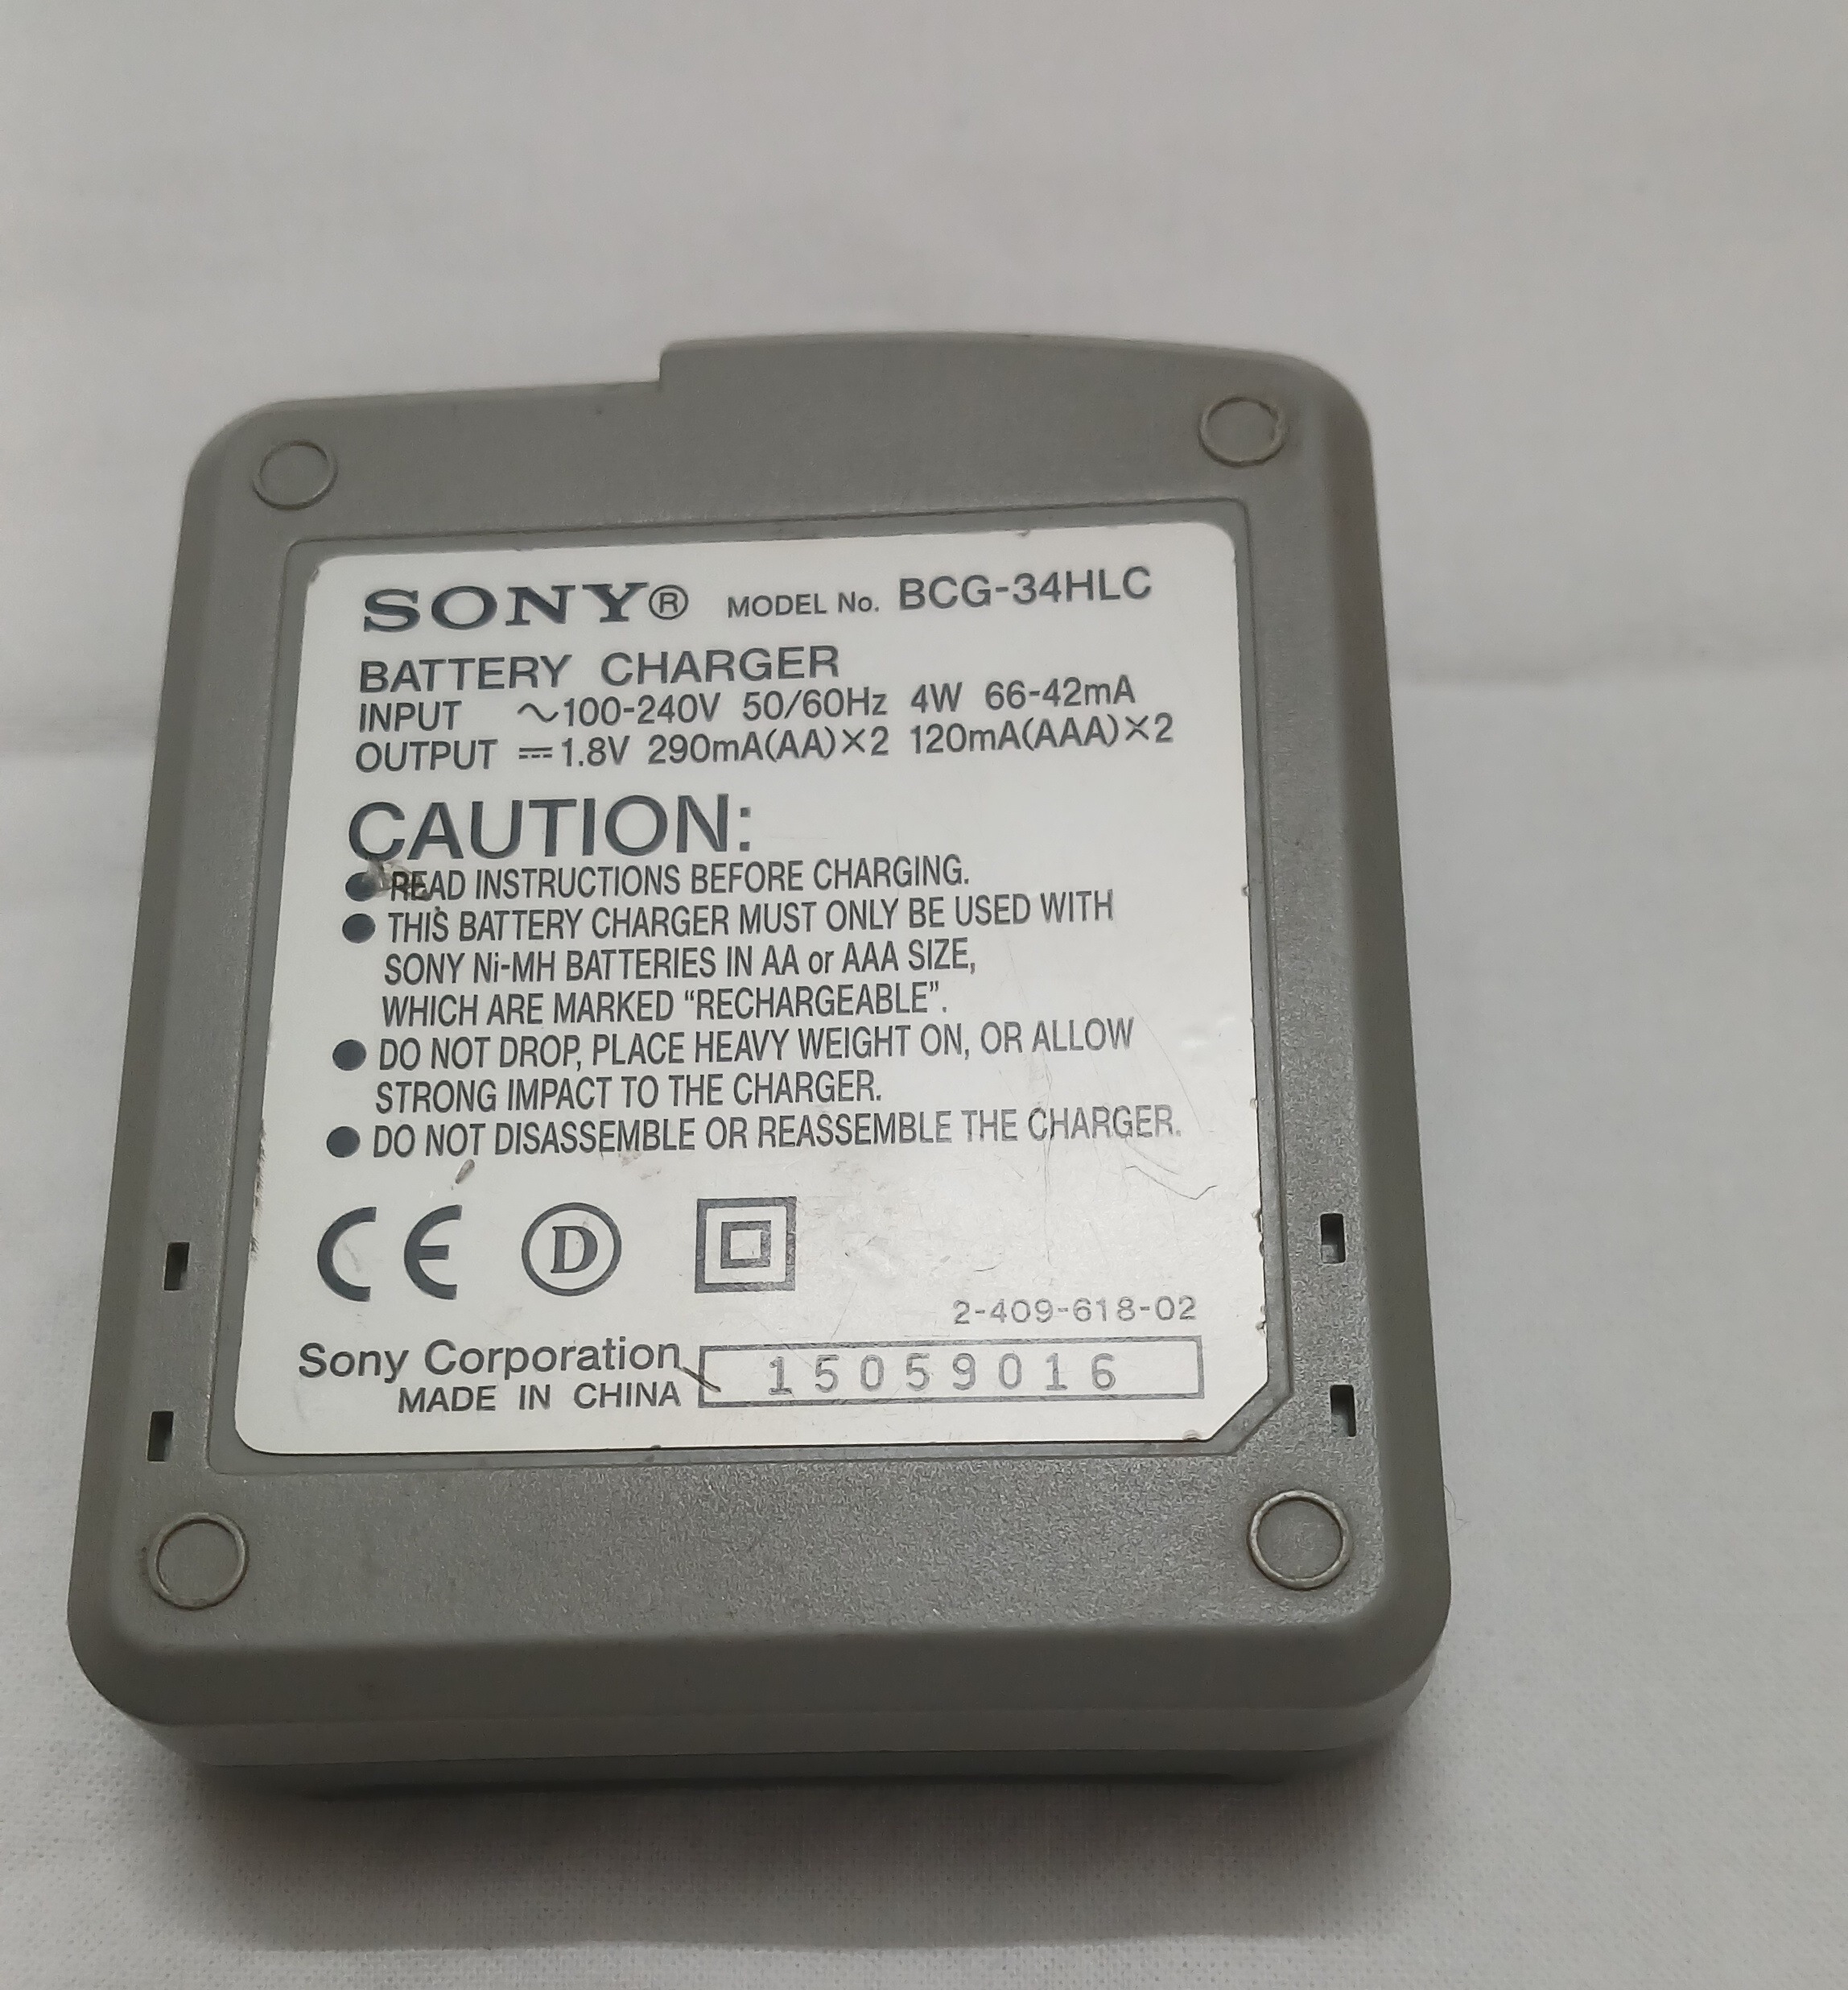 SONY® MODEL No. BCG-34HLC
BATTERY CHARGER
INPUT ∼100-240V 50/60Hz 4W 66-42mA
OUTPUT ⎓1.8V 290mA(AA)×2 120mA(AAA)×2
CAUTION:
● READ INSTRUCTIONS BEFORE CHARGING.
● THIS BATTERY CHARGER MUST ONLY BE USED WITH
SONY Ni-MH BATTERIES IN AA or AAA SIZE,
WHICH ARE MARKED “RECHARGEABLE”.
● DO NOT DROP, PLACE HEAVY WEIGHT ON, OR ALLOW
STRONG IMPACT TO THE CHARGER.
● DO NOT DISASSEMBLE OR REASSEMBLE THE CHARGER.
CE D
2-409-618-02
Sony Corporation 15059016
MADE IN CHINA